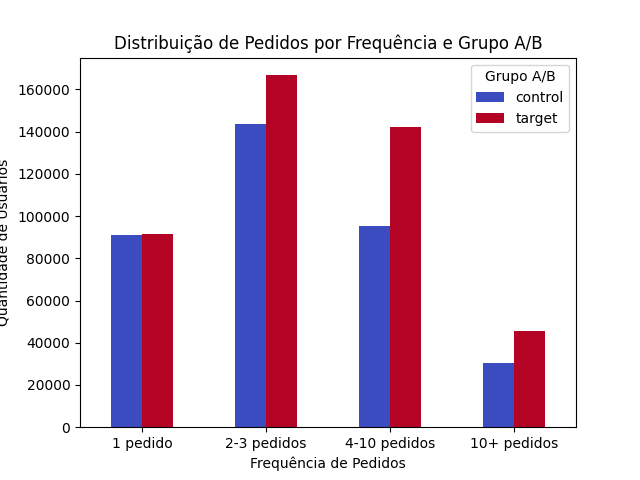 Distribuição de Pedidos por Frequência e Grupo A/B
Grupo A/B
control
target
Quantidade de Usuários
160000
140000
120000
100000
80000
60000
40000
20000
0
1 pedido
2-3 pedidos
4-10 pedidos
10+ pedidos
Frequência de Pedidos